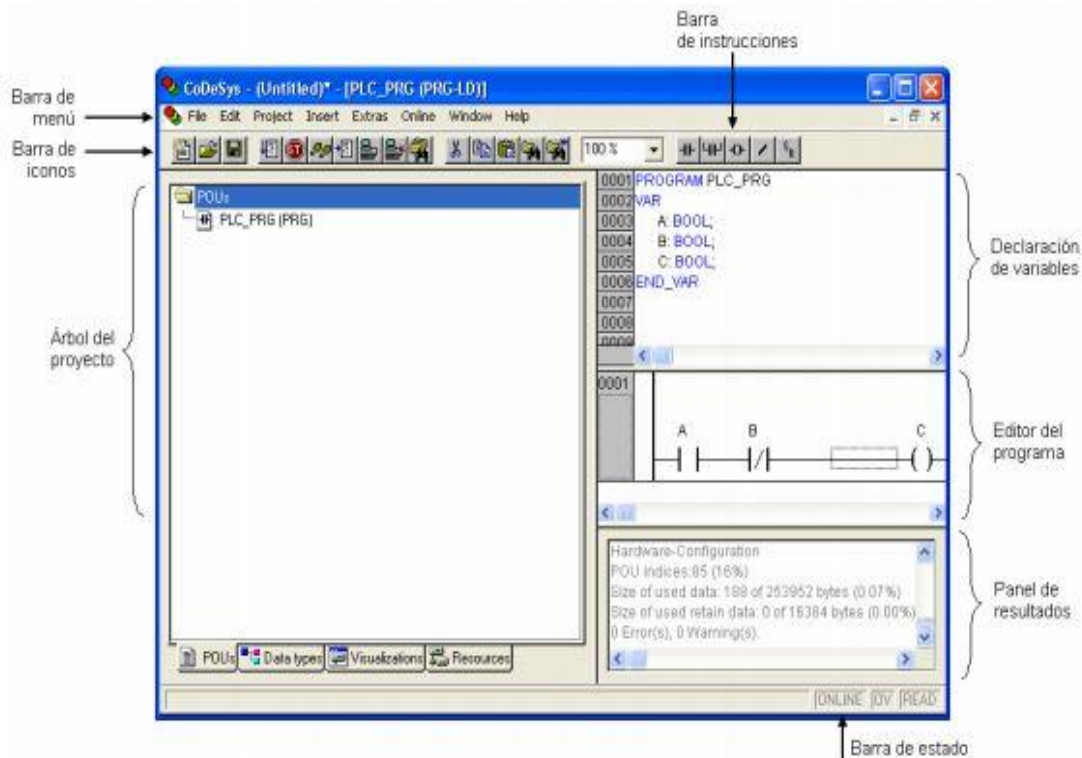 Barra
de instrucciones
CoDeSys - (Untitled)* - [PLC_PRG (PRG-LD)]
Barra de
menú
File Edit Project Insert Extras Online Window Help
Barra de
iconos
100 %
POUs
PLC_PRG (PRG)
0001 PROGRAM PLC_PRG
0002 VAR
0003 A: BOOL;
0004 B: BOOL;
0005 C: BOOL;
0006 END_VAR
0007
0008
0009
Declaración
de variables
Árbol del
proyecto
0001
A B C
Editor del
programa
Hardware-Configuration
POU indices:85 (16%)
Size of used data: 188 of 253952 bytes (0.07%)
Size of used retain data: 0 of 16384 bytes (0.00%)
0 Error(s), 0 Warning(s).
Panel de
resultados
POUs Data types Visualizations Resources
ONLINE OV READ
Barra de estado